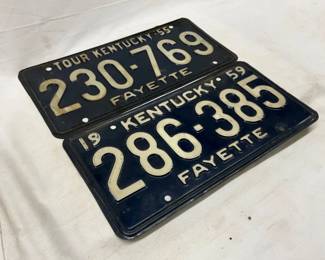 TOUR KENTUCKY·55
230-769
FAYETTE
19 KENTUCKY 59
286·385
FAYETTE